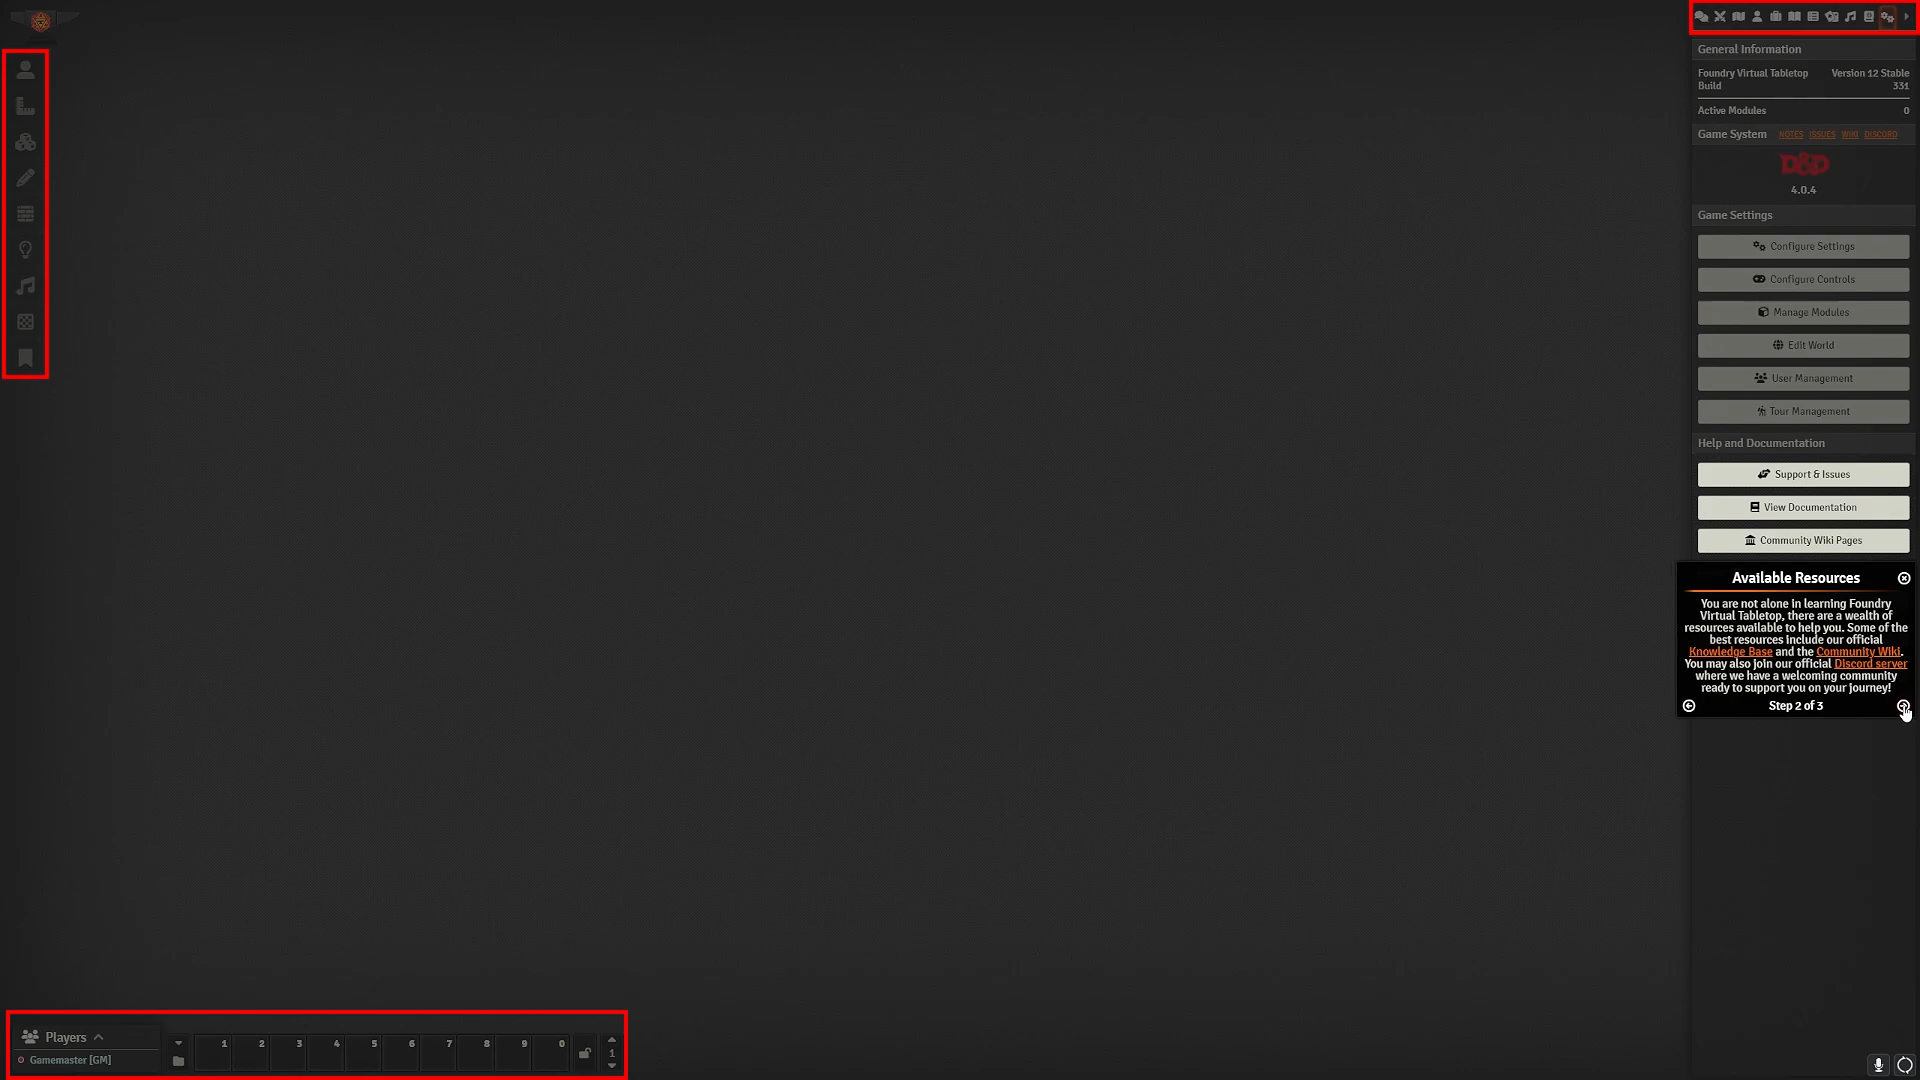 General Information
Foundry Virtual Tabletop Version 12 Stable
Build 331
Active Modules 0
Game System NOTES ISSUES WIKI DISCORD
D&D
4.0.4
Game Settings
Configure Settings
Configure Controls
Manage Modules
Edit World
User Management
Tour Management
Help and Documentation
Support & Issues
View Documentation
Community Wiki Pages
Available Resources
You are not alone in learning Foundry
Virtual Tabletop, there are a wealth of
resources available to help you. Some of the
best resources include our official
Knowledge Base and the Community Wiki.
You may also join our official Discord server
where we have a welcoming community
ready to support you on your journey!
Step 2 of 3
Players
Gamemaster [GM]
1 2 3 4 5 6 7 8 9 0
1